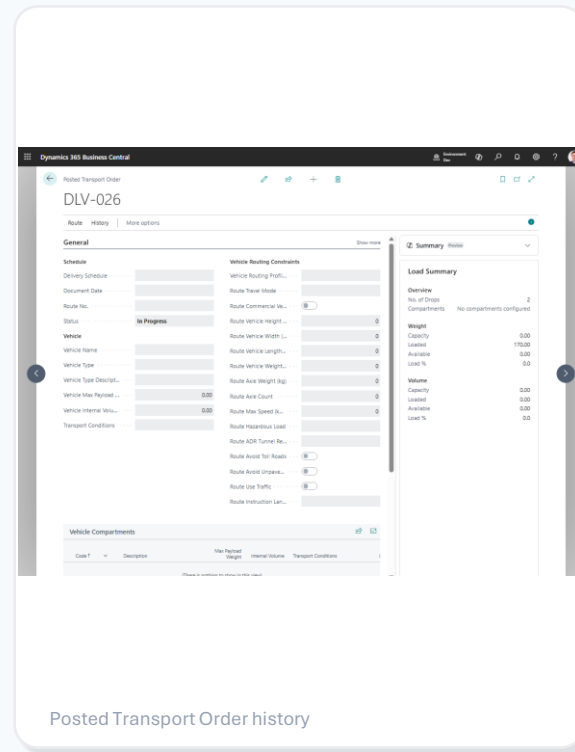 Dynamics 365 Business Central
Environment:
Posted Transport Order
DLV-026
Route History More options
General
Show more
Schedule
Delivery Schedule
Document Date
Route No.
Status In Progress
Vehicle
Vehicle Name
Vehicle Type
Vehicle Type Descript...
Vehicle Max Payload ... 0.00
Vehicle Internal Volu... 0.00
Transport Conditions
Vehicle Routing Constraints
Vehicle Routing Profi...
Route Travel Mode
Route Commercial Ve...
Route Vehicle Height ... 0
Route Vehicle Width (... 0
Route Vehicle Length... 0
Route Vehicle Weight... 0
Route Axle Weight (kg) 0
Route Axle Count 0
Route Max Speed (k... 0
Route Hazardous Load
Route ADR Tunnel Re...
Route Avoid Toll Roads
Route Avoid Unpave...
Route Use Traffic
Route Instruction Lan...
Summary Preview
Load Summary
Overview
No. of Drops 2
Compartments No compartments configured
Weight
Capacity 0.00
Loaded 170.00
Available 0.00
Load % 0.0
Volume
Capacity 0.00
Loaded 0.00
Available 0.00
Load % 0.0
Vehicle Compartments
Code Description Max Payload Weight Internal Volume Transport Conditions
(There is nothing to show in this view)
Posted Transport Order history